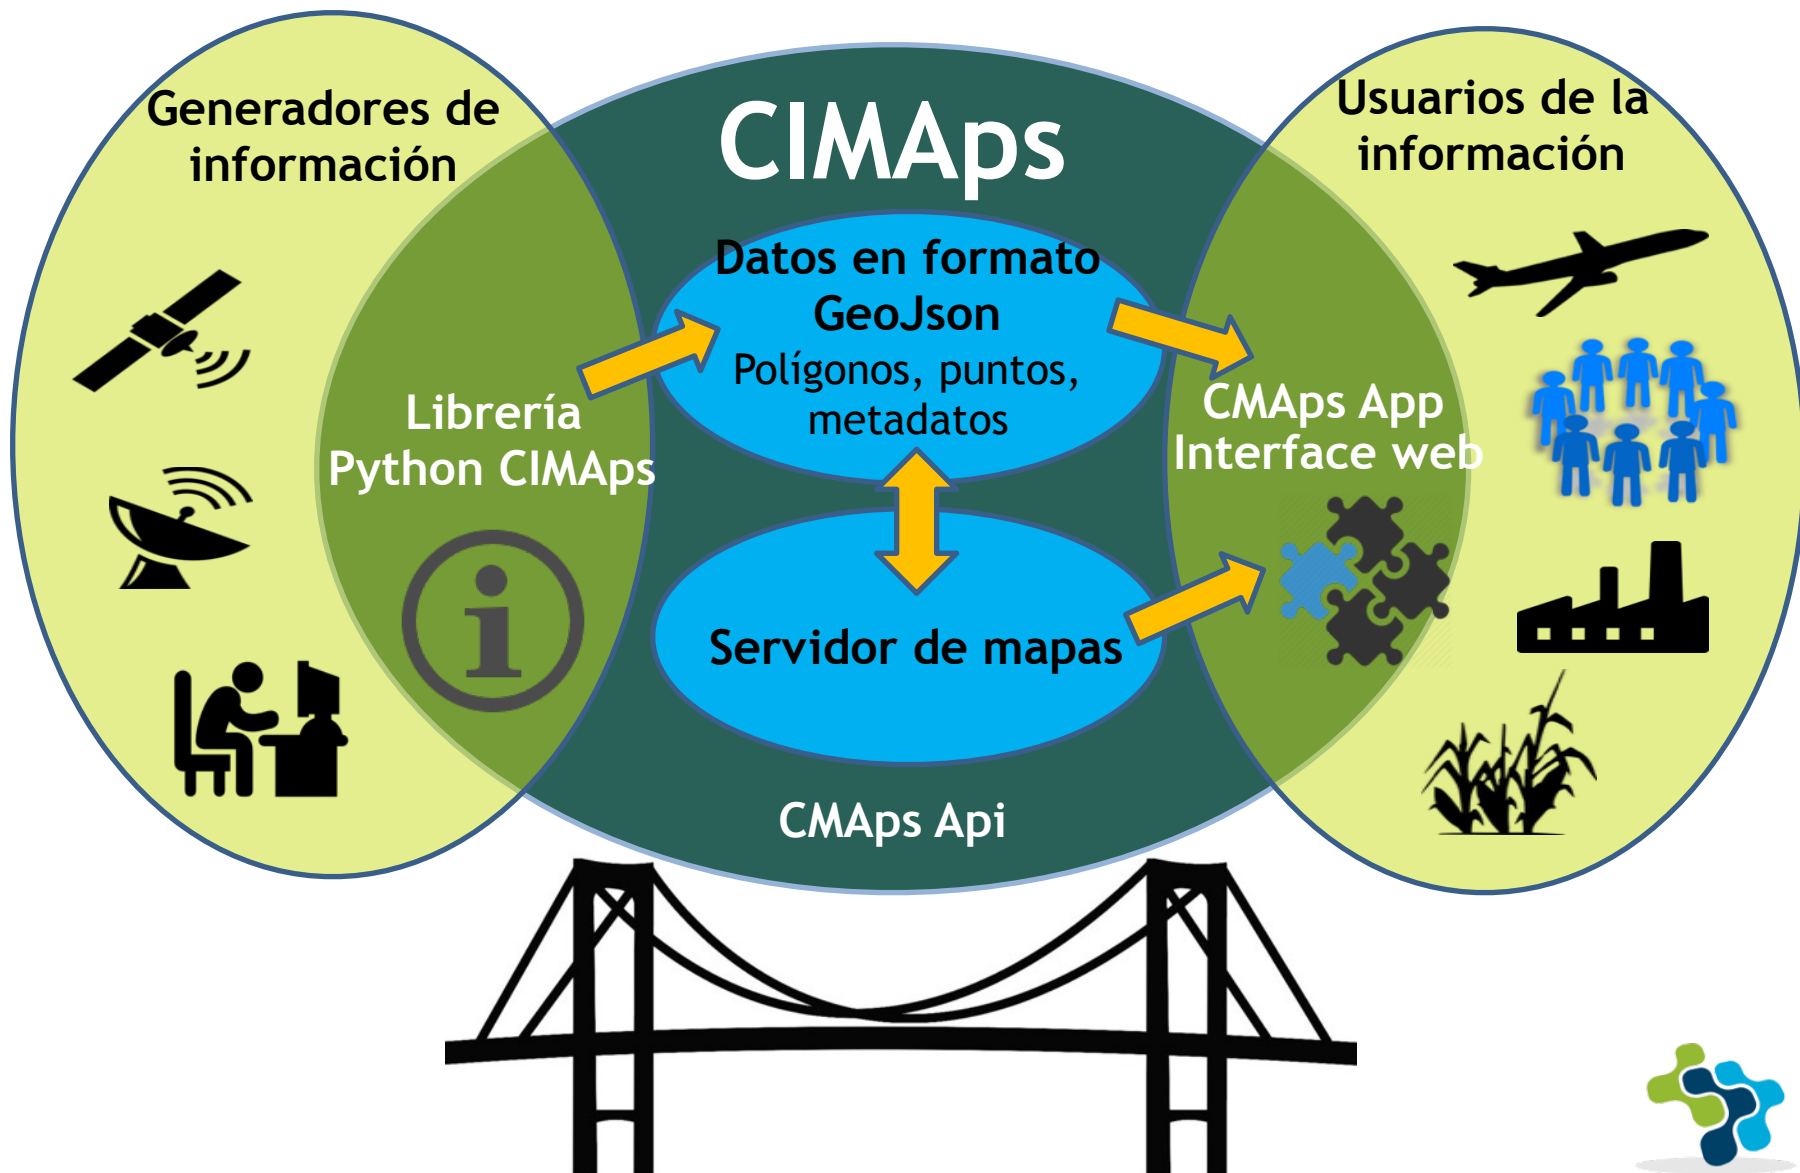 Generadores de
información
CIMAps
Usuarios de la
información
Datos en formato
GeoJson
Polígonos, puntos,
metadatos
Librería
Python CIMAps
CMAps App
Interface web
Servidor de mapas
CMAps Api